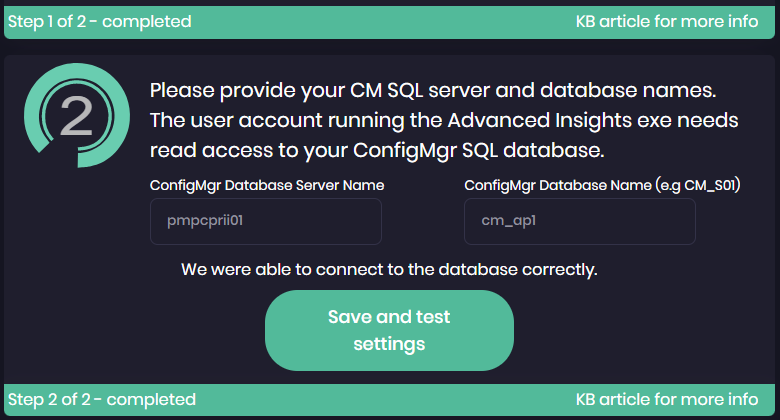 Step 1 of 2 - completed KB article for more info
2
Please provide your CM SQL server and database names.
The user account running the Advanced Insights exe needs
read access to your ConfigMgr SQL database.
ConfigMgr Database Server Name ConfigMgr Database Name (e.g CM_S01)
pmpcprii01 cm_ap1
We were able to connect to the database correctly.
Save and test
settings
Step 2 of 2 - completed KB article for more info